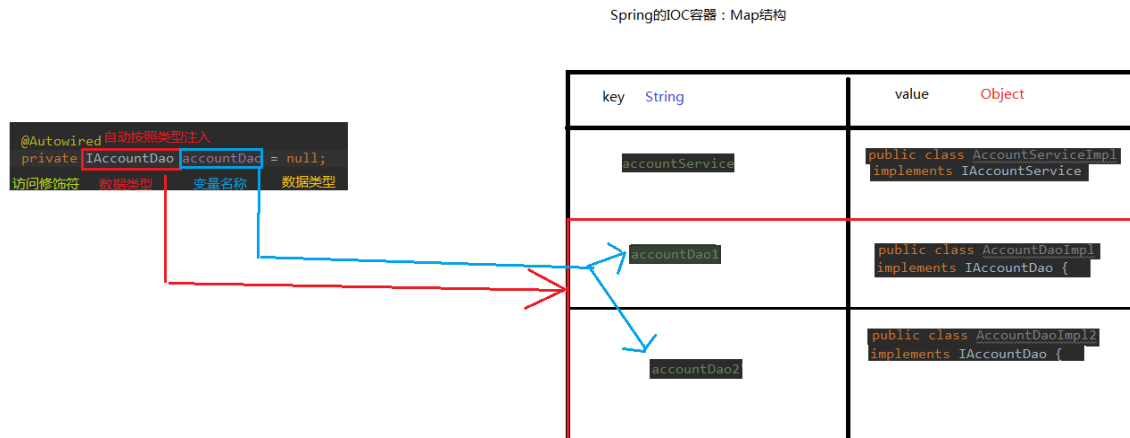 Spring的IOC容器：Map结构
key String
value Object
@Autowired 自动按照类型注入
private IAccountDao accountDao = null;
访问修饰符 数据类型 变量名称 数据类型
accountService
public class AccountServiceImpl
implements IAccountService
accountDao1
public class AccountDaoImpl
implements IAccountDao {
accountDao2
public class AccountDaoImpl2
implements IAccountDao {